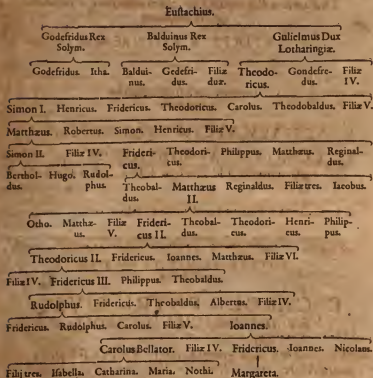 Eustachius.
Godefridus Rex Balduinus Rex Gulielmus Dux
Solym. Solym. Lotharingiæ.
Godefridus. Itha. Baldui- Gedefri- Filiæ Theodo- Gondefre- Filiæ
nus. dus. duæ. ricus. dus. IV.
Simon I. Henricus. Fridericus. Theodoricus. Carolus. Theodobaldus. Filiæ V.
Matthæus. Robertus. Simon. Henricus. Filiæ V.
Simon II. Filiæ IV. Frideri- Theodori- Philippus. Matthæus. Reginal-
cus. cus. dus.
Berthol- Hugo. Rudol- Theobal- Matthæus Reginaldus. Filiæ tres. Iacobus.
dus. phus. dus. II.
Otho. Matthæ- Filiæ Frideri- Theobal- Theodori- Henri- Philip-
us. V. cus II. dus. cus. cus. pus.
Theodoricus II. Fridericus. Ioannes. Matthæus. Filiæ VI.
Filiæ IV. Fridericus III. Philippus. Theobaldus.
Rudolphus. Fridericus. Theobaldus. Albertus. Filiæ IV.
Fridericus. Rudolphus. Carolus. Filiæ V. Ioannes.
Carolus Bellator. Filiæ IV. Fridericus. Ioannes. Nicolaus.
Filij tres. Isabella. Catharina. Maria. Nothi. Margareta.